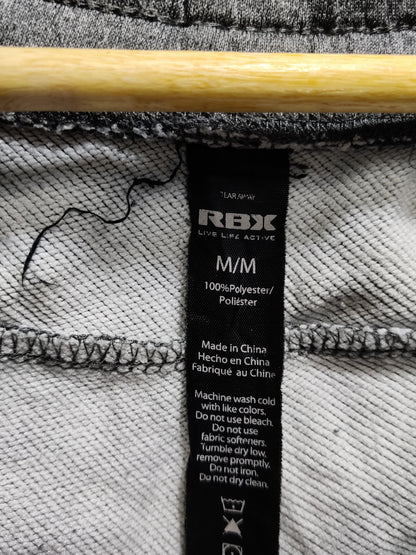 TEAR AWAY
RBX
LIVE LIFE ACTIVE
M/M
100%Polyester/
Poliéster
Made in China
Hecho en China
Fabriqué au Chine
Machine wash cold
with like colors.
Do not use bleach.
Do not use
fabric softeners.
Tumble dry low,
remove promptly.
Do not iron.
Do not dry clean.